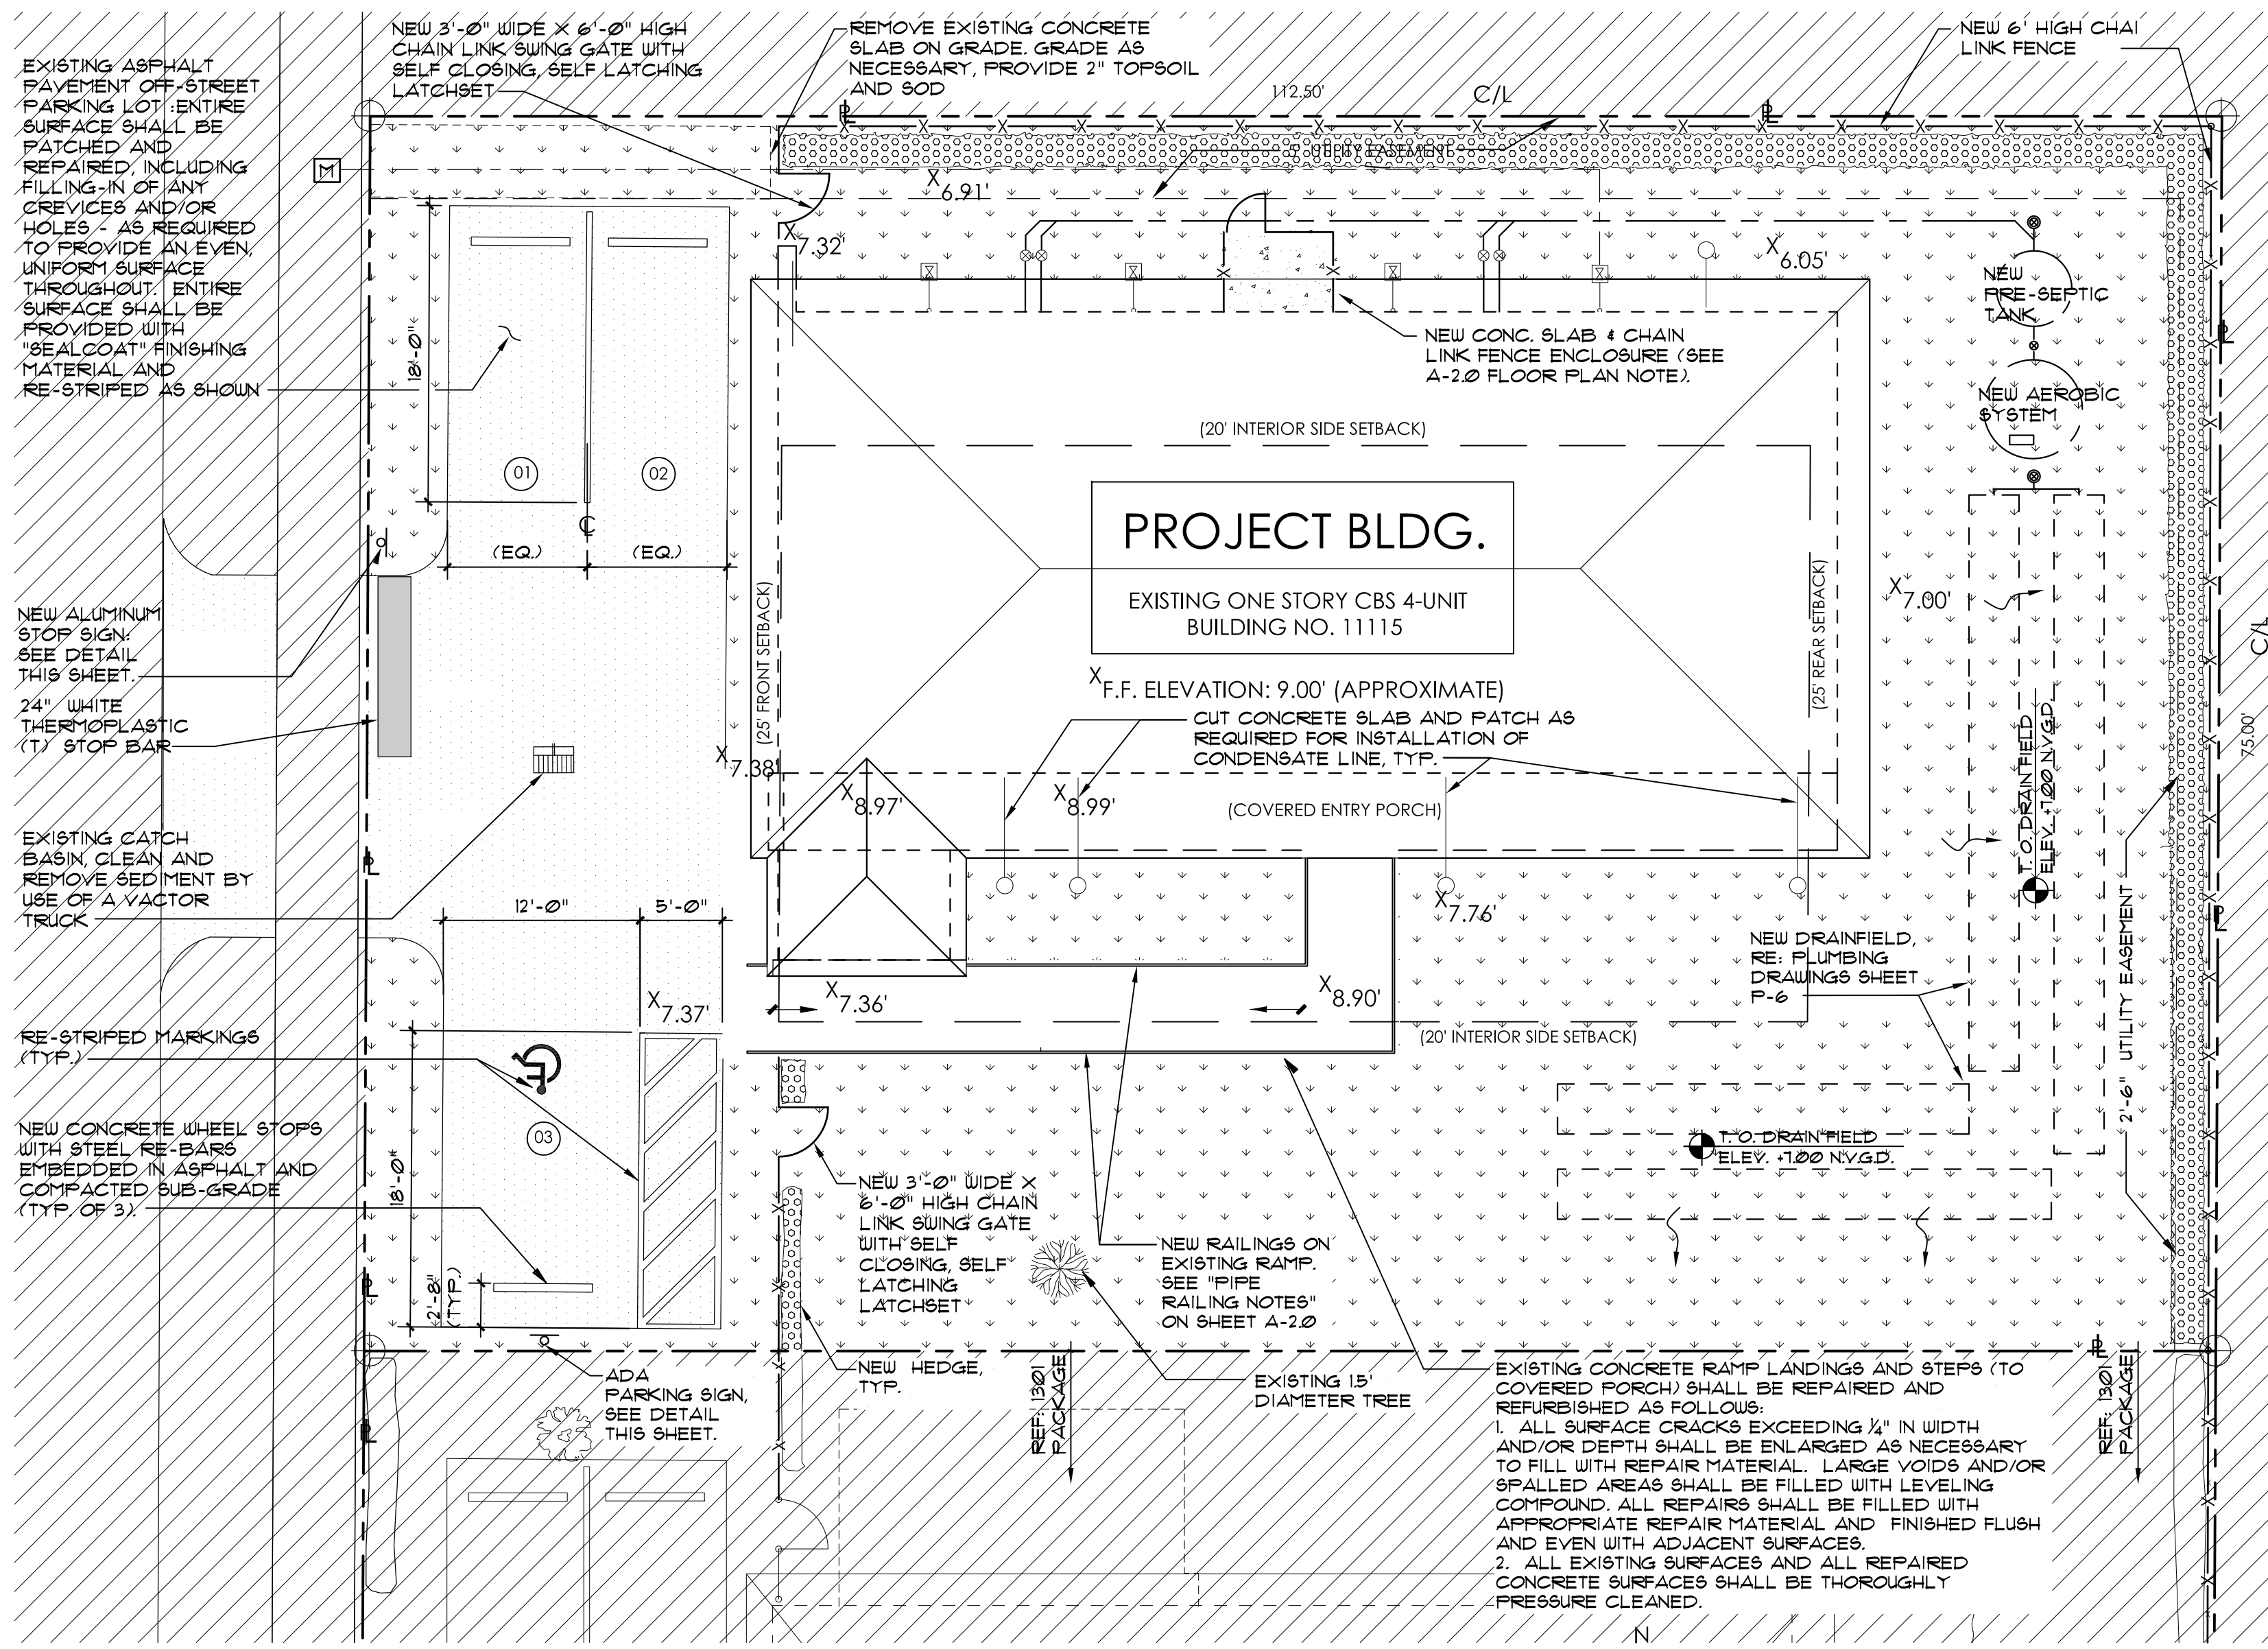 NEW 3'-0" WIDE X 6'-0" HIGH
CHAIN LINK SWING GATE WITH
SELF CLOSING, SELF LATCHING
LATCHSET
REMOVE EXISTING CONCRETE
SLAB ON GRADE. GRADE AS
NECESSARY, PROVIDE 2" TOPSOIL
AND SOD
NEW 6' HIGH CHAI
LINK FENCE
EXISTING ASPHALT
PAVEMENT OFF-STREET
PARKING LOT :ENTIRE
SURFACE SHALL BE
PATCHED AND
REPAIRED, INCLUDING
FILLING-IN OF ANY
CREVICES AND/OR
HOLES - AS REQUIRED
TO PROVIDE AN EVEN,
UNIFORM SURFACE
THROUGHOUT. ENTIRE
SURFACE SHALL BE
PROVIDED WITH
"SEALCOAT" FINISHING
MATERIAL AND
RE-STRIPED AS SHOWN
112.50'
C/L
5' UTILITY EASEMENT
M
X 6.91'
X 7.32'
X 6.05'
NEW
PRE-SEPTIC
TANK
NEW AEROBIC
SYSTEM
NEW CONC. SLAB & CHAIN
LINK FENCE ENCLOSURE (SEE
A-2.0 FLOOR PLAN NOTE).
18'-0"
01
02
(EQ.)
(EQ.)
(20' INTERIOR SIDE SETBACK)
PROJECT BLDG.
EXISTING ONE STORY CBS 4-UNIT
BUILDING NO. 11115
X F.F. ELEVATION: 9.00' (APPROXIMATE)
(25' FRONT SETBACK)
(25' REAR SETBACK)
X 7.00'
C/L
75.00'
CUT CONCRETE SLAB AND PATCH AS
REQUIRED FOR INSTALLATION OF
CONDENSATE LINE, TYP.
NEW ALUMINUM
STOP SIGN:
SEE DETAIL
THIS SHEET.
24" WHITE
THERMOPLASTIC
(T) STOP BAR
X 7.38'
X 8.97'
X 8.99'
(COVERED ENTRY PORCH)
T. O. DRAINFIELD
ELEV. +7.00 N.V.G.D.
EXISTING CATCH
BASIN, CLEAN AND
REMOVE SEDIMENT BY
USE OF A VACTOR
TRUCK
12'-0"
5'-0"
X 7.76'
NEW DRAINFIELD,
RE: PLUMBING
DRAWINGS SHEET
P-6
2'-6" UTILITY EASEMENT
X 7.37'
X 7.36'
X 8.90'
(20' INTERIOR SIDE SETBACK)
RE-STRIPED MARKINGS
(TYP.)
03
18'-0"
NEW CONCRETE WHEEL STOPS
WITH STEEL RE-BARS
EMBEDDED IN ASPHALT AND
COMPACTED SUB-GRADE
(TYP. OF 3).
T. O. DRAIN FIELD
ELEV. +7.00 N.V.G.D.
2'-8"
(TYP.)
NEW 3'-0" WIDE X
6'-0" HIGH CHAIN
LINK SWING GATE
WITH SELF
CLOSING, SELF
LATCHING
LATCHSET
NEW RAILINGS ON
EXISTING RAMP.
SEE "PIPE
RAILING NOTES"
ON SHEET A-2.0
ADA
PARKING SIGN,
SEE DETAIL
THIS SHEET.
NEW HEDGE,
TYP.
REF: 1301
PACKAGE
EXISTING 1.5'
DIAMETER TREE
REF: 1301
PACKAGE
EXISTING CONCRETE RAMP LANDINGS AND STEPS (TO
COVERED PORCH) SHALL BE REPAIRED AND
REFURBISHED AS FOLLOWS:
1. ALL SURFACE CRACKS EXCEEDING 1/4" IN WIDTH
AND/OR DEPTH SHALL BE ENLARGED AS NECESSARY
TO FILL WITH REPAIR MATERIAL. LARGE VOIDS AND/OR
SPALLED AREAS SHALL BE FILLED WITH LEVELING
COMPOUND. ALL REPAIRS SHALL BE FILLED WITH
APPROPRIATE REPAIR MATERIAL AND FINISHED FLUSH
AND EVEN WITH ADJACENT SURFACES.
2. ALL EXISTING SURFACES AND ALL REPAIRED
CONCRETE SURFACES SHALL BE THOROUGHLY
PRESSURE CLEANED.
N